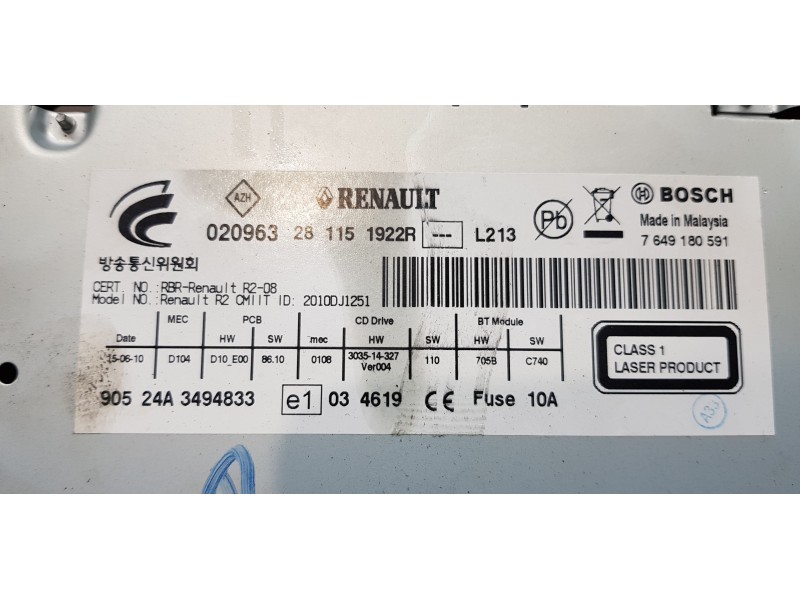 AZH RENAULT BOSCH
020963 28 115 1922R --- L213 Pb Made in Malaysia
7 649 180 591
방송통신위원회
CERT. NO.:RBR-Renault R2-08
Model NO.:Renault R2 CMIIT ID: 2010DJ1251
MEC PCB CD Drive BT Module
Date HW SW mec HW SW HW SW
15-06-10 D104 D10_E00 86.10 0108 3035-14-327 110 705B C740
Ver004
CLASS 1
LASER PRODUCT
905 24A 3494833 e1 03 4619 CE Fuse 10A